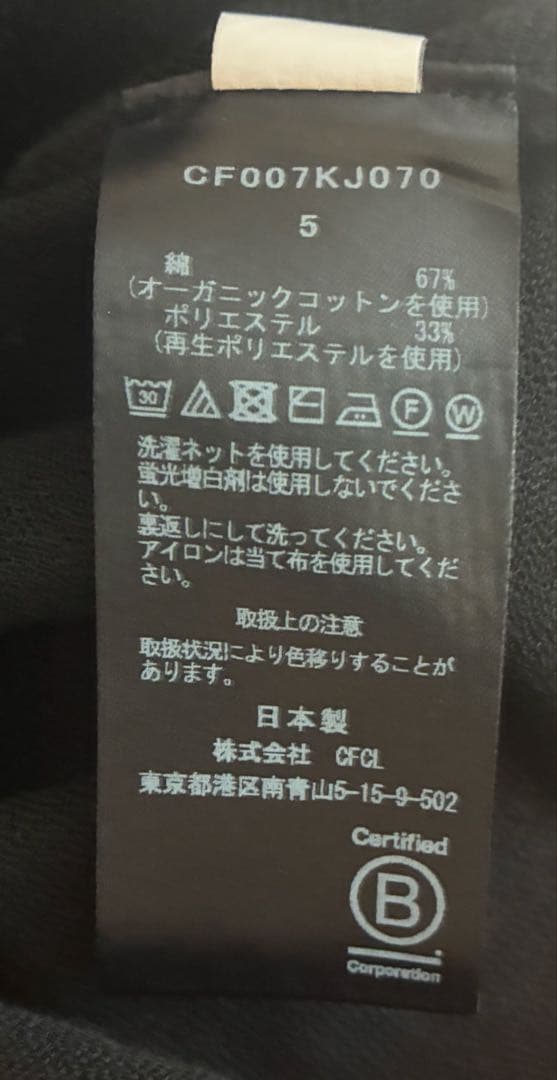 CF007KJ070
5
綿 67%
(オーガニックコットンを使用)
ポリエステル 33%
(再生ポリエステルを使用)
30 F W
洗濯ネットを使用してください。
蛍光増白剤は使用しないでくださ
い。
裏返しにして洗ってください。
アイロンは当て布を使用してくだ
さい。
取扱上の注意
取扱状況により色移りすることが
あります。
日本製
株式会社 CFCL
東京都港区南青山5-15-9-502
Certified
B
Corporation